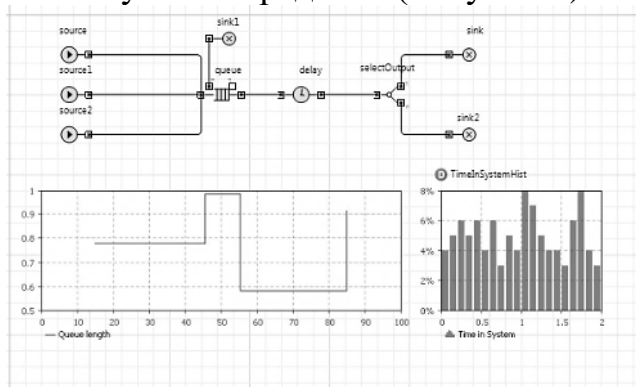 sink1
source
sink
source1
queue
delay
selectOutput
source2
sink2
TimeInSystemHist
1
0.9
0.8
0.7
0.6
0.5
0 10 20 30 40 50 60 70 80 90 100
Queue length
8%
6%
4%
2%
0%
0 0.5 1 1.5 2
Time in System